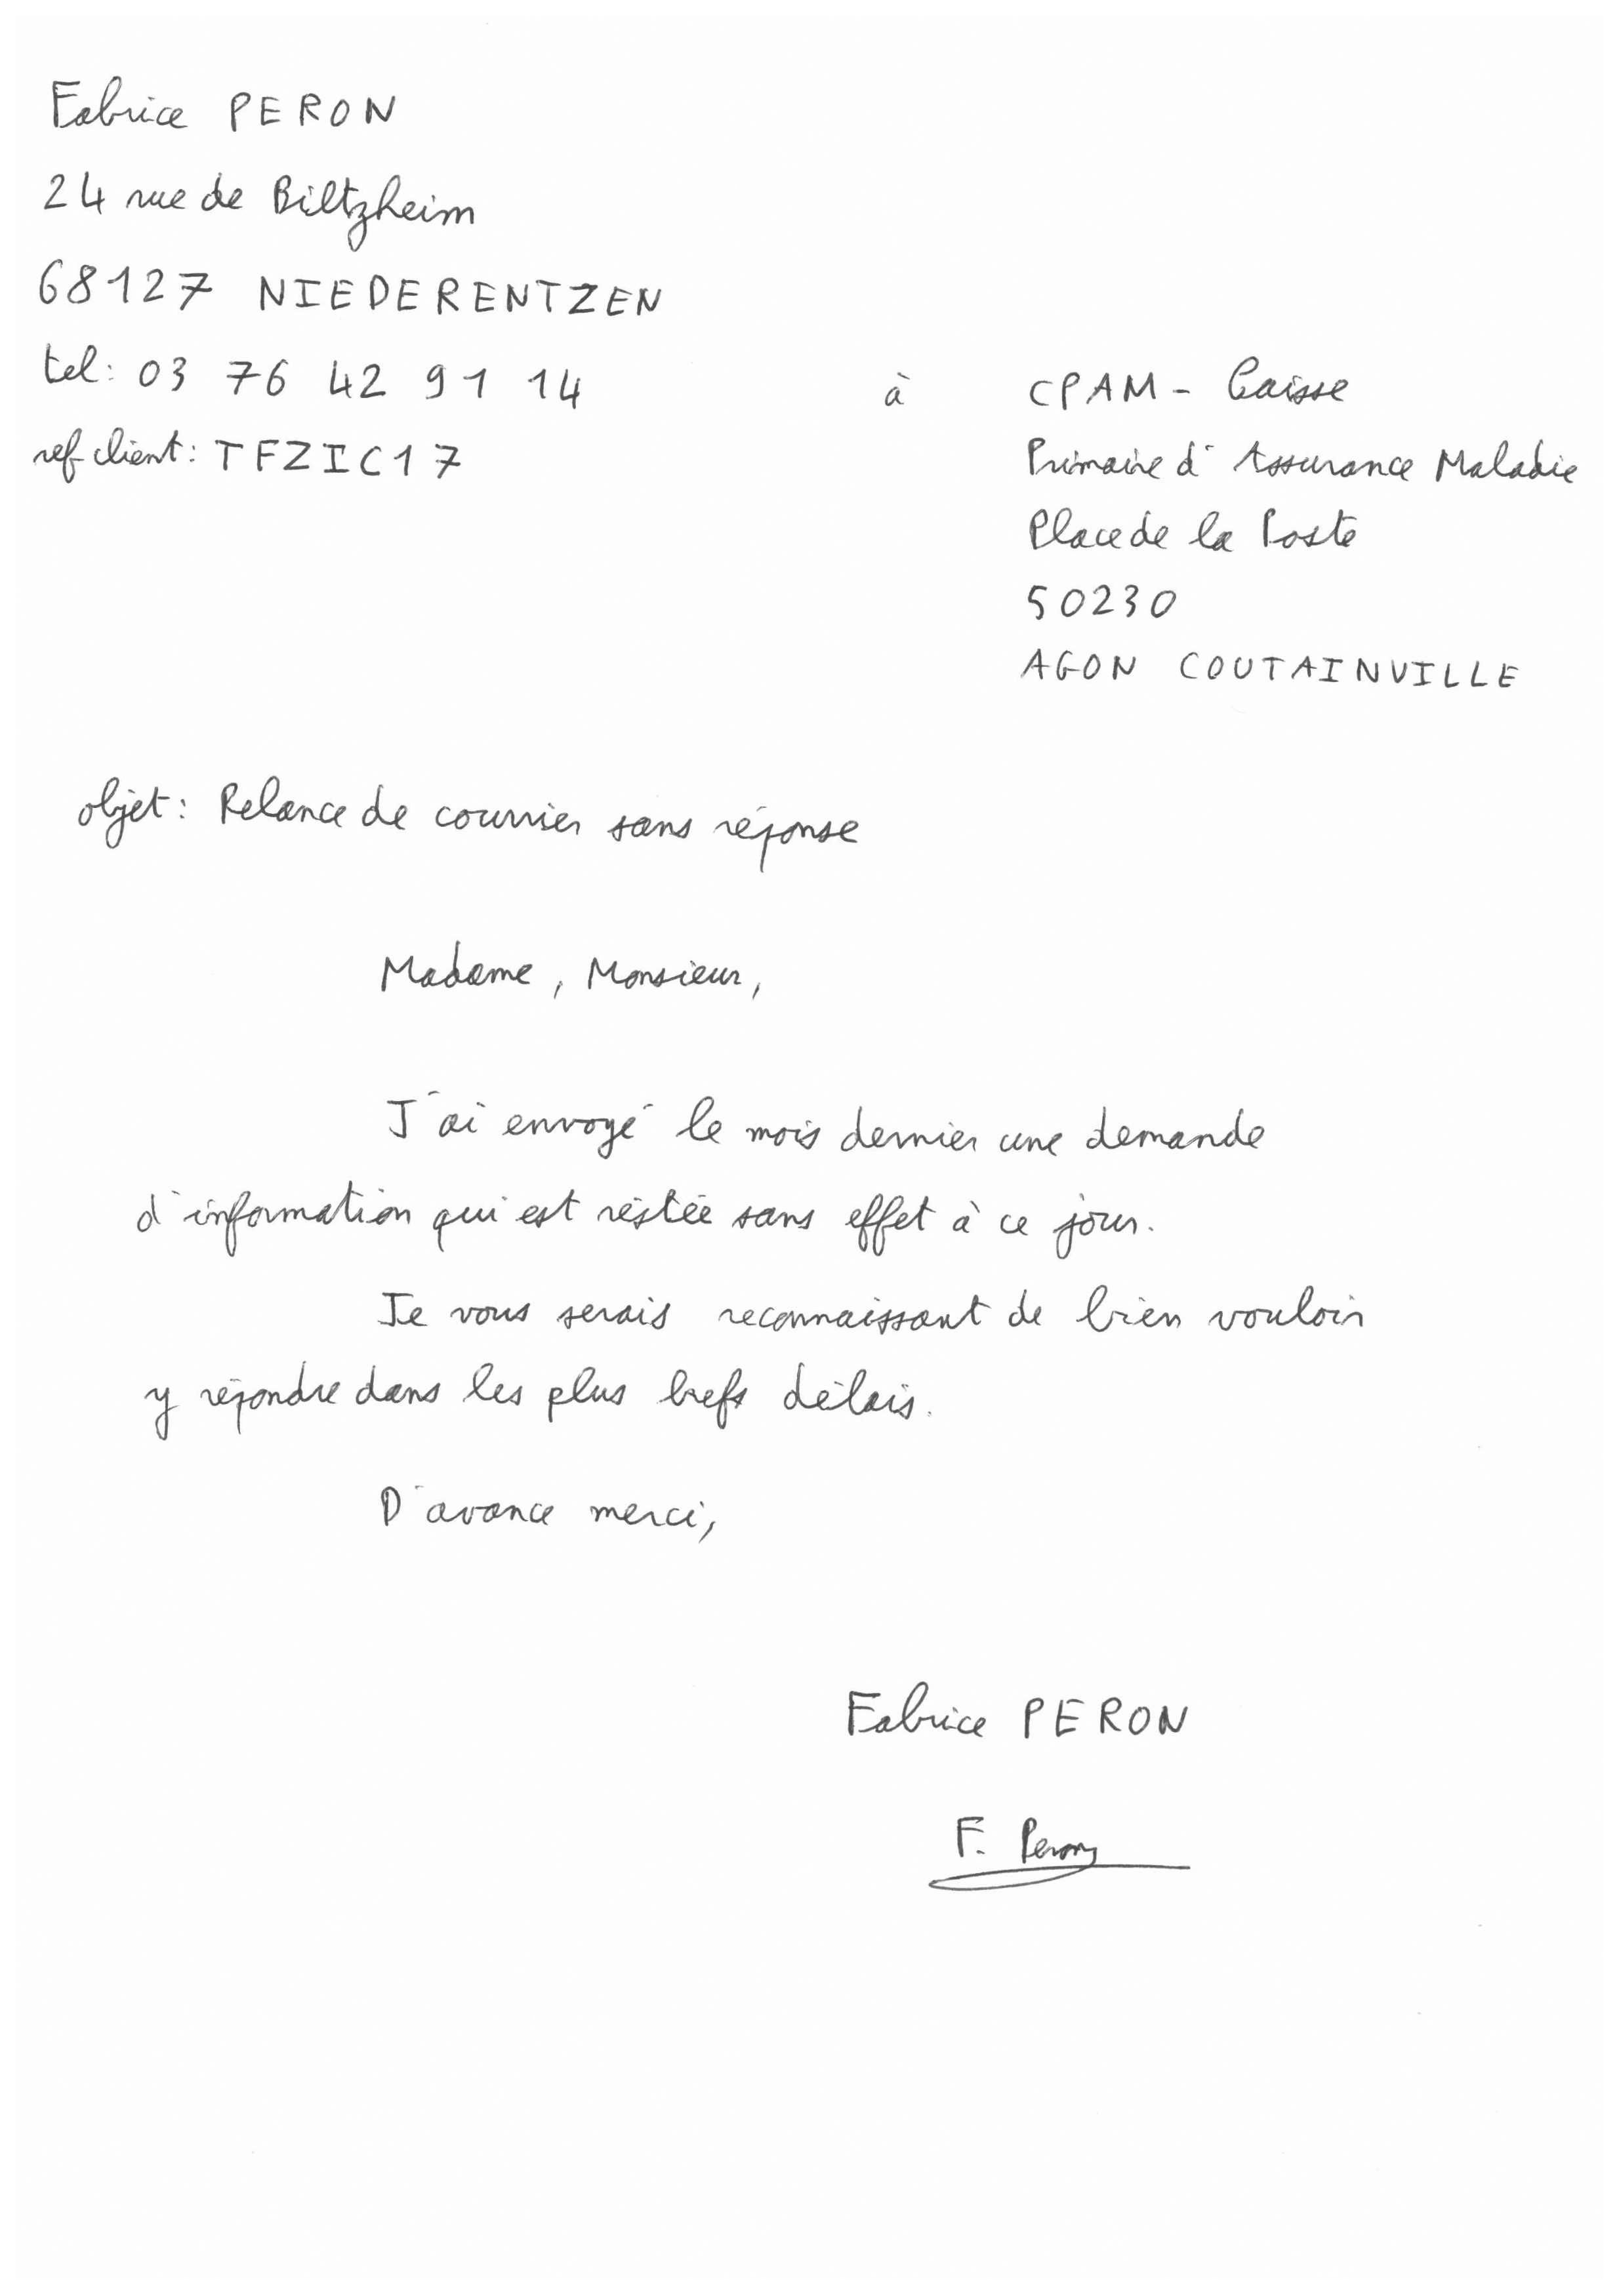 Fabrice PERON
24 rue de Biltzheim
68127 NIEDERENTZEN
tel: 03 76 42 91 14
ref client: TFZIC17
à CPAM - Caisse
Primaire d'Assurance Maladie
Place de la Poste
50230
AGON COUTAINVILLE
objet: Relance de courrier sans réponse
Madame, Monsieur,
J'ai envoyé le mois dernier une demande
d'information qui est restée sans effet à ce jour.
Je vous serais reconnaissant de bien vouloir
y répondre dans les plus brefs délais.
D'avance merci,
Fabrice PERON
F. Peron